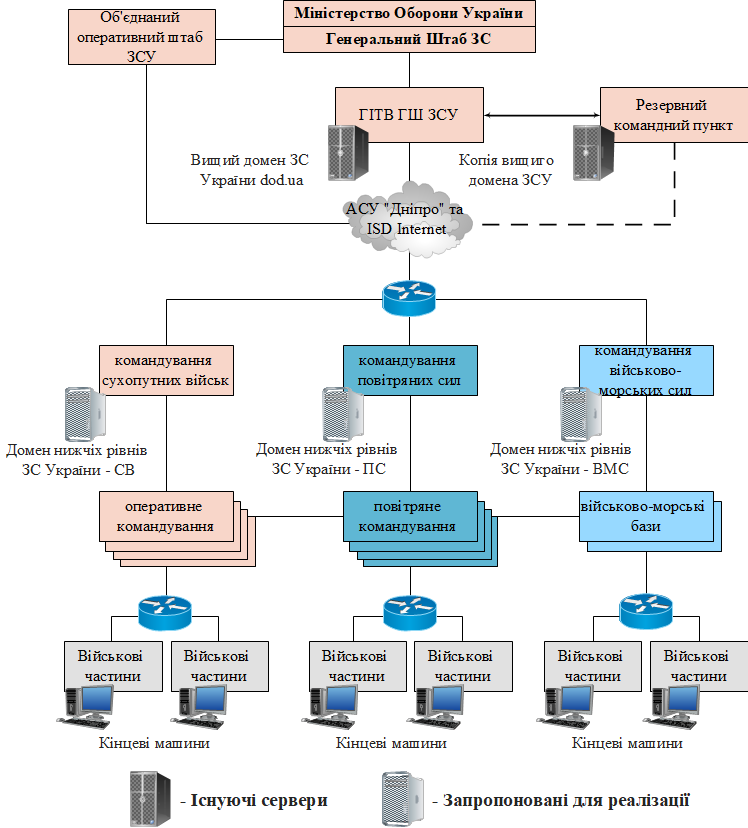 Міністерство Оборони України
Генеральний Штаб ЗС
Об'єднаний
оперативний штаб
ЗСУ
ГІТВ ГШ ЗСУ
Резервний
командний пункт
Вищий домен ЗС
України dod.ua
Копія вищиго
домена ЗСУ
АСУ "Дніпро" та
ISD Internet
командування
сухопутних військ
командування
повітряних сил
командування
військово-
морських сил
Домен нижчіх рівнів
ЗС України - СВ
Домен нижчіх рівнів
ЗС України - ПС
Домен нижчіх рівнів
ЗС України - ВМС
оперативне
командування
повітряне
командування
військово-морські
бази
Військові
частини
Військові
частини
Військові
частини
Військові
частини
Військові
частини
Військові
частини
Кінцеві машини
Кінцеві машини
Кінцеві машини
- Існуючі сервери
- Запропоновані для реалізації